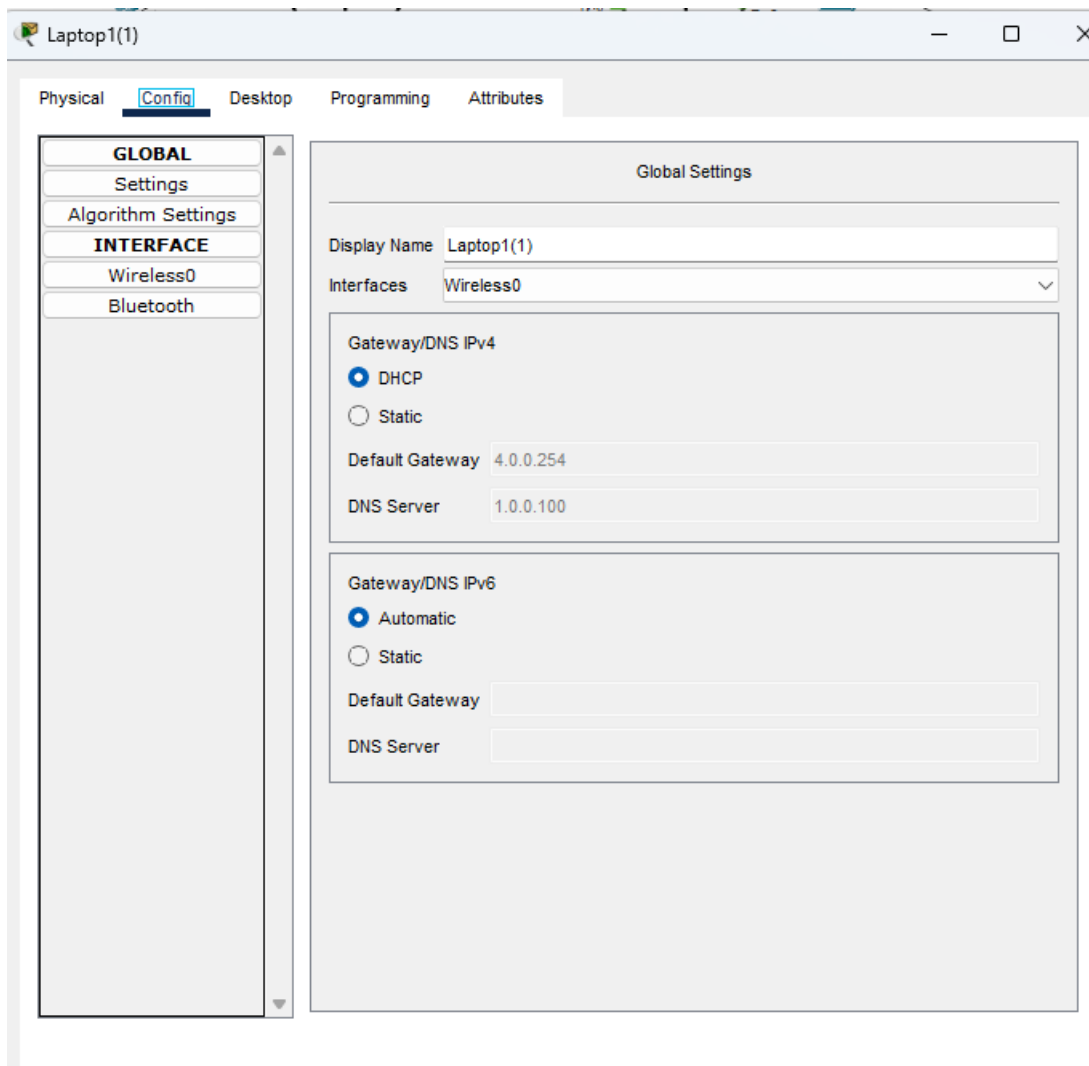 Laptop1(1)
Physical Config Desktop Programming Attributes
GLOBAL
Settings
Algorithm Settings
INTERFACE
Wireless0
Bluetooth
Global Settings
Display Name Laptop1(1)
Interfaces Wireless0
Gateway/DNS IPv4
DHCP
Static
Default Gateway 4.0.0.254
DNS Server 1.0.0.100
Gateway/DNS IPv6
Automatic
Static
Default Gateway
DNS Server